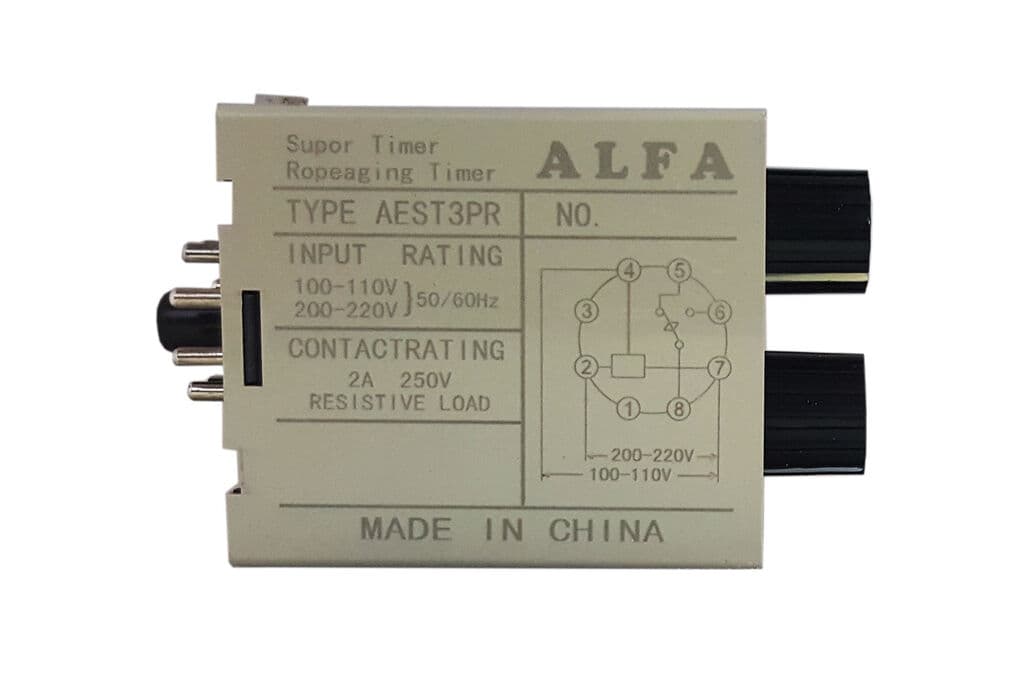 Supor Timer
Ropeaging Timer
ALFA
TYPE AEST3PR
NO.
INPUT RATING
100-110V
200-220V
}50/60Hz
CONTACTRATING
2A 250V
RESISTIVE LOAD
4 5
3 6
2 7
1 8
200-220V
100-110V
MADE IN CHINA